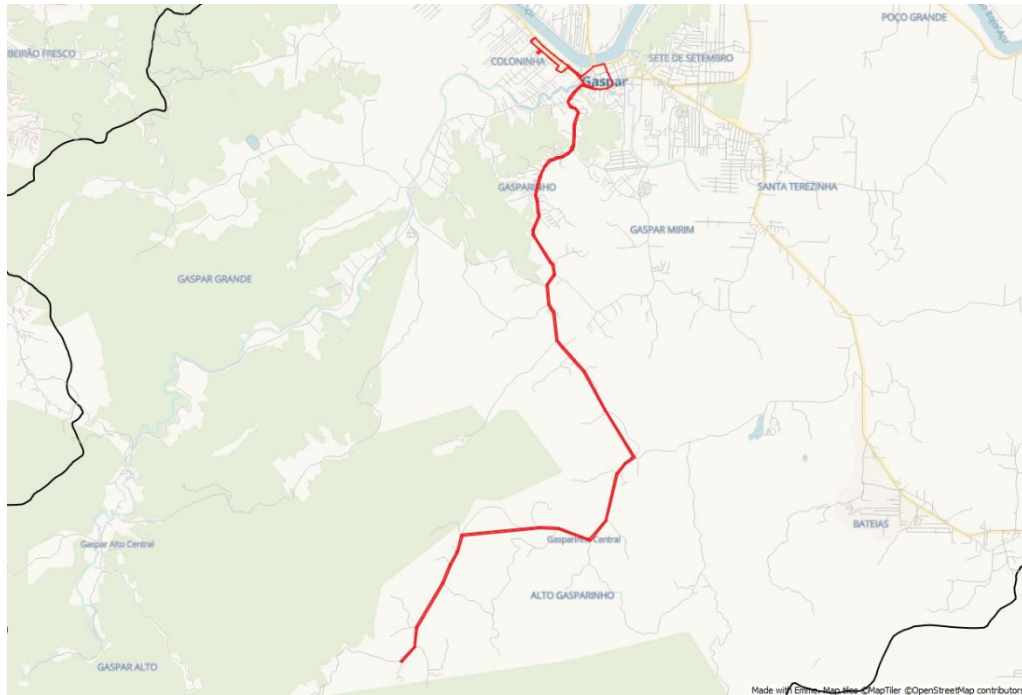 POÇO GRANDE
BEIRÃO FRESCO
COLONINHA
SETE DE SETEMBRO
Gaspar
GASPARINHO
SANTA TEREZINHA
GASPAR MIRIM
GASPAR GRANDE
BATEIAS
Gaspar Alto Central
Gasparinho Central
ALTO GASPARINHO
GASPAR ALTO
Made with Emme. Map tiles ©MapTiler ©OpenStreetMap contributo